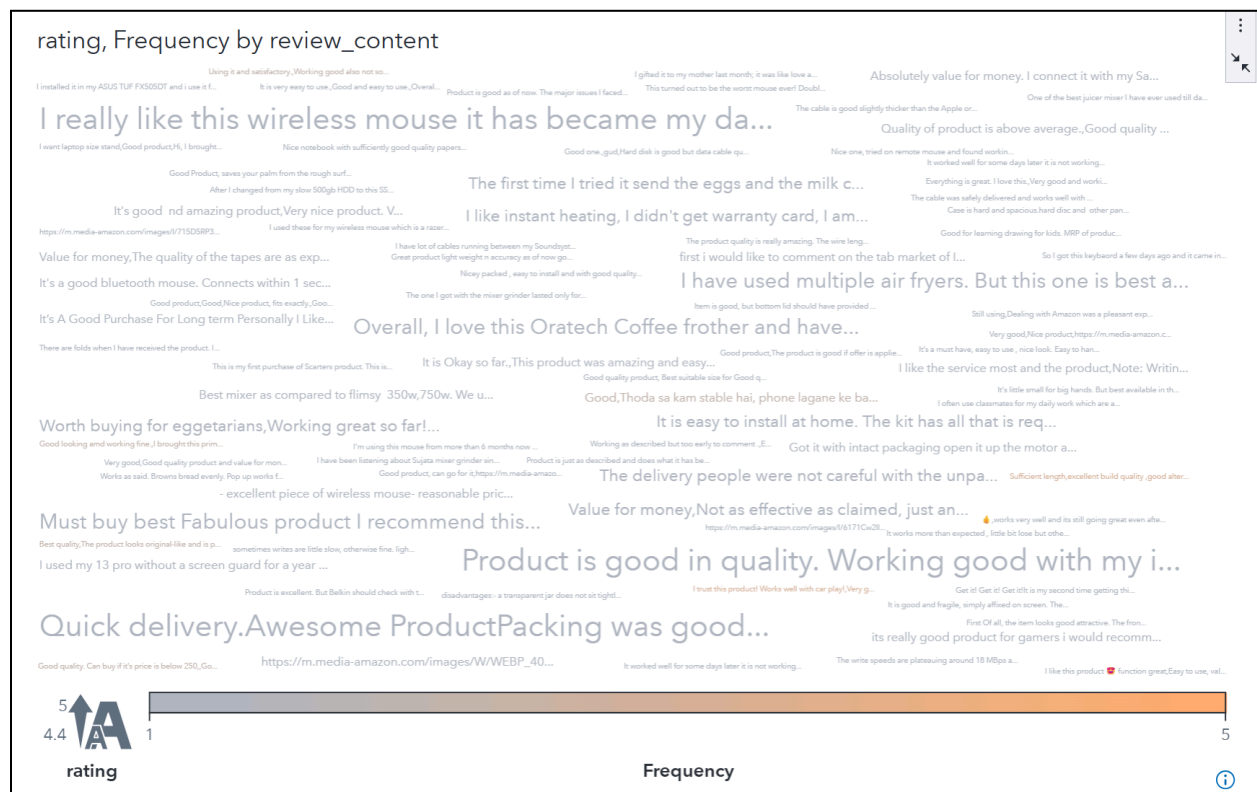 rating, Frequency by review_content
Using it and satisfactory.,Working good also not so...
I gifted it to my mother last month; it was like love a...
Absolutely value for money. I connect it with my Sa...
I installed it in my ASUS TUF FX505DT and i use it f...
It is very easy to use.,Good and easy to use.,Overal...
Product is good as of now. The major issues I faced...
This turned out to be the worst mouse ever! Doubl...
One of the best juicer mixer I have ever used till da...
I really like this wireless mouse it has became my da...
The cable is good slightly thicker than the Apple or...
Quality of product is above average.,Good quality ...
I want laptop size stand,Good product,Hi, I brought...
Nice notebook with sufficiently good quality papers...
Good one.,gud,Hard disk is good but data cable qu...
Nice one, tried on remote mouse and found workin...
It worked well for some days later it is not working...
Good Product, saves your palm from the rough surf...
The first time I tried it send the eggs and the milk c...
Everything is great. I love this.,Very good and worki...
After I changed from my slow 500gb HDD to this SS...
The cable was safely delivered and works well with ...
It's good  nd amazing product,Very nice product. V...
I like instant heating, I didn't get warranty card, I am...
Case is hard and spacious.hard disc and  other pan...
https://m.media-amazon.com/images/I/71SD5RP3...
I used these for my wireless mouse which is a razer...
Good for learning drawing for kids. MRP of produc...
I have lot of cables running between my Soundsyst...
The product quality is really amazing. The wire leng...
Value for money,The quality of the tapes are as exp...
Great product light weight n accuracy as of now go...
first i would like to comment on the tab market of I...
So I got this keybaord a few days ago and it came in...
Nicey packed , easy to install and with good quality...
It's a good bluetooth mouse. Connects within 1 sec...
I have used multiple air fryers. But this one is best a...
The one I got with the mixer grinder lasted only for...
Good product,Good,Nice product, fits exactly.,Goo...
Item is good, but bottom lid should have provided ...
It's A Good Purchase For Long term Personally I Like...
Overall, I love this Oratech Coffee frother and have...
Still using,Dealing with Amazon was a pleasant exp...
Very good,Nice product,https://m.media-amazon.c...
There are folds when I have received the product. I...
Good product,The product is good if offer is applie...
It's a must have, easy to use , nice look. Easy to han...
This is my first purchase of Scarters product. This is...
It is Okay so far.,This product was amazing and easy...
I like the service most and the product,Note: Writin...
Good quality product, Best suitable size for Good q...
Best mixer as compared to flimsy  350w,750w. We u...
Good,Thoda sa kam stable hai, phone lagane ke ba...
It's little small for big hands. But best available in th...
I often use classmates for my daily work which are a...
Worth buying for eggetarians,Working great so far!...
It is easy to install at home. The kit has all that is req...
Good looking amd working fine.,I brought this prim...
I'm using this mouse from more than 6 months now ...
Working as described but too early to comment .,E...
Got it with intact packaging open it up the motor a...
Very good,Good quality product and value for mon...
I have been listening about Sujata mixer grinder sin...
Product is just as described and does what it has be...
Works as said. Browns bread evenly. Pop up works f...
Good product, can go for it,https://m.media-amazo...
The delivery people were not careful with the unpa...
Sufficient length,excellent build quality ,good alter...
- excellent piece of wireless mouse- reasonable pric...
Value for money,Not as effective as claimed, just an...
Must buy best Fabulous product I recommend this...
🔥,works very well and its still going great even afte...
https://m.media-amazon.com/images/I/6171Cw2Il...
It works more than expected , little bit lose but othe...
Best quality,The product looks original-like and is p...
sometimes writes are little slow, otherwise fine. ligh...
I used my 13 pro without a screen guard for a year ...
Product is good in quality. Working good with my i...
Product is excellent. But Belkin should check with t...
disadvantages:- a transparent jar does not sit tightl...
I trust this product! Works well with car play!,Very g...
Get it! Get it! Get it!It is my second time getting thi...
It is good and fragile, simply affixed on screen. The...
Quick delivery.Awesome ProductPacking was good...
First Of all, the item looks good attractive. The fron...
its really good product for gamers i would recomm...
Good quality. Can buy if it's price is below 250,,Go...
https://m.media-amazon.com/images/W/WEBP_40...
It worked well for some days later it is not working...
The write speeds are plateauing around 18 MBps a...
I like this product ☎️ function great,Easy to use, val...
5
4.4
AAA
1
5
rating
Frequency